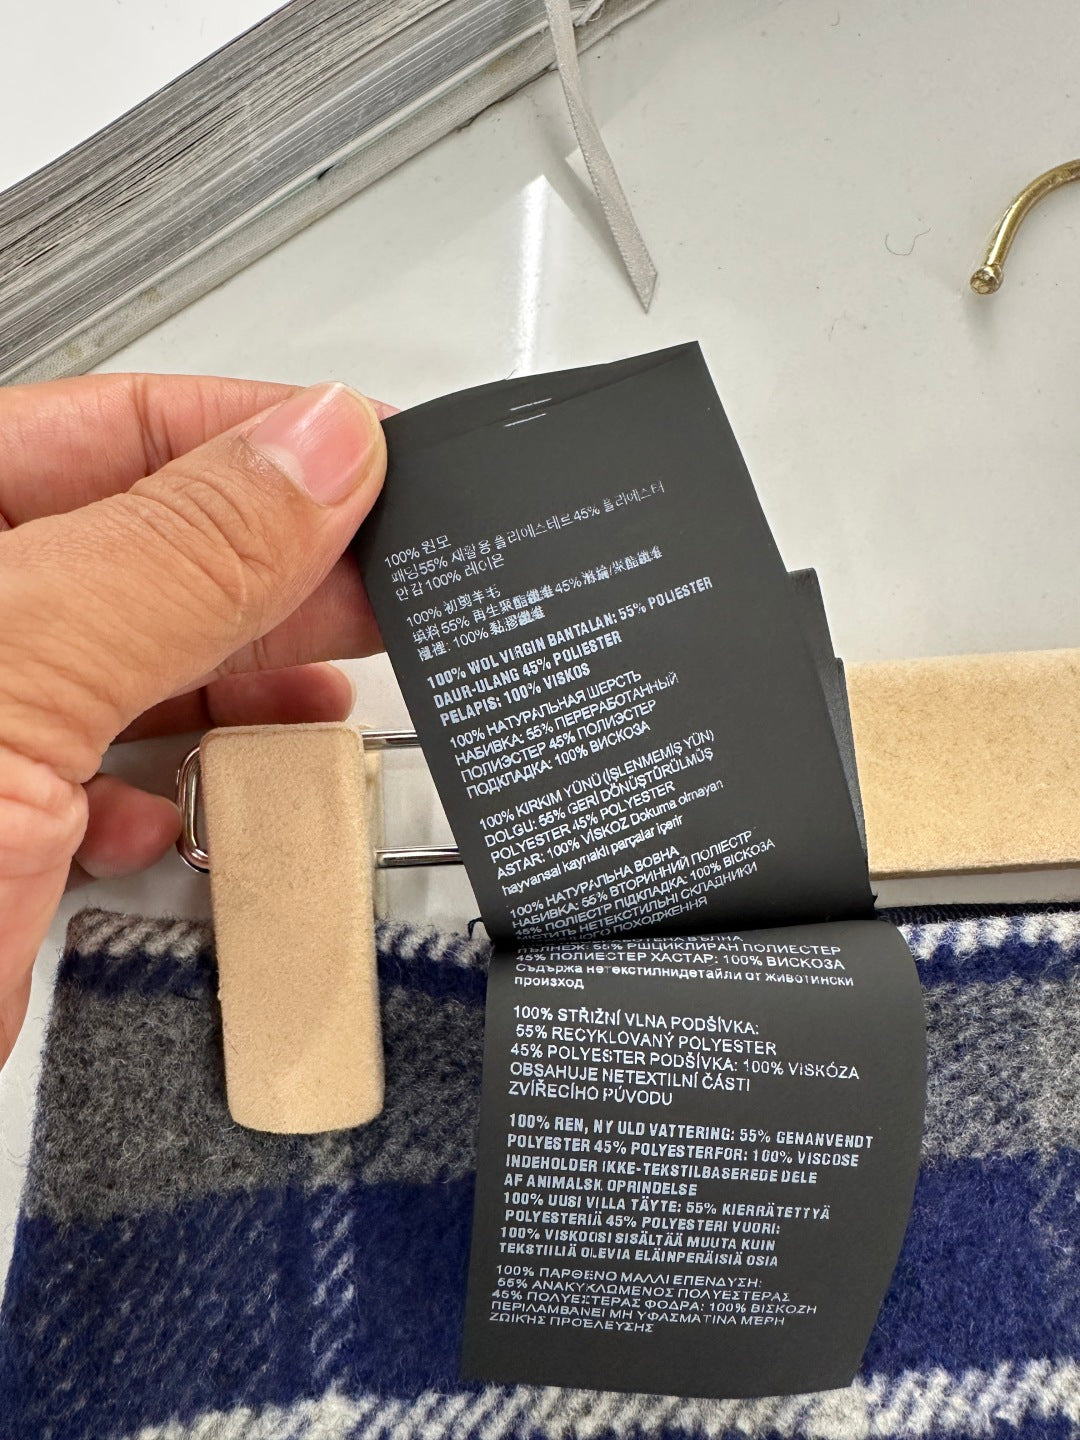 100% 원모
패딩55% 재활용 폴리에스테르45% 폴리에스터
안감100% 레이온
100% 初剪羊毛
填料 55% 再生聚酯纖維 45% /聚酯纖維
裡: 100% 黏膠纖維
100% WOL VIRGIN BANTALAN: 55% POLIESTER
DAUR-ULANG 45% POLIESTER
PELAPIS: 100% VISKOS
100% НАТУРАЛЬНАЯ ШЕРСТЬ
НАБИВКА: 55% ПЕРЕРАБОТАННЫЙ
ПОЛИЭСТЕР 45% ПОЛИЭСТЕР
ПОДКЛАДКА: 100% ВИСКОЗА
100% KIRKIM YÜNÜ (İŞLENMEMİŞ YÜN)
DOLGU: 55% GERİ DÖNÜŞTÜRÜLMÜŞ
POLYESTER 45% POLYESTER
ASTAR: 100% VİSKOZ Dokuma olmayan
hayvansal kaynaklı parçalar içerir
100% НАТУРАЛЬНА ВОВНА
НАБИВКА: 55% ВТОРИННИЙ ПОЛІЕСТР
45% ПОЛІЕСТР ПІДКЛАДКА: 100% ВІСКОЗА
МІСТИТЬ НЕТЕКСТИЛЬНІ СКЛАДНИКИ
ПОХОДЖЕННЯ
ВЪЛНА
ПЪЛНЕЖ: 55% РЦЦИКЛИРАН ПОЛИЕСТЕР
45% ПОЛИЕСТЕР ХАСТАР: 100% ВИСКОЗА
Съдържа нетекстилнидетайли от животински
произход
100% STŘIŽNÍ VLNA PODŠÍVKA:
55% RECYKLOVANÝ POLYESTER
45% POLYESTER PODŠÍVKA: 100% VISKÓZA
OBSAHUJE NETEXTILNÍ ČÁSTI
ZVÍŘECÍHO PŮVODU
100% REN, NY ULD VATTERING: 55% GENANVENDT
POLYESTER 45% POLYESTERFOR: 100% VISCOSE
INDEHOLDER IKKE-TEKSTILBASEREDE DELE
AF ANIMALSK OPRINDELSE
100% UUSI VILLA TÄYTE: 55% KIERRÄTETTYÄ
POLYESTERIÄ 45% POLYESTERI VUORI:
100% VISKOOSI SISÄLTÄÄ MUUTA KUIN
TEKSTIILIÄ OLEVIA ELÄINPERÄISIÄ OSIA
100% ΠΑΡΘΕΝΟ ΜΑΛΛΙ ΕΠΕΝΔΥΣΗ:
55% ΑΝΑΚΥΚΛΩΜΕΝΟΣ ΠΟΛΥΕΣΤΕΡΑΣ
45% ΠΟΛΥΕΣΤΕΡΑΣ ΦΟΔΡΑ: 100% ΒΙΣΚΟΖΗ
ΠΕΡΙΛΑΜΒΑΝΕΙ ΜΗ ΥΦΑΣΜΑΤΙΝΑ ΜΕΡΗ
ΖΩΙΚΗΣ ΠΡΟΕΛΕΥΣΗΣ